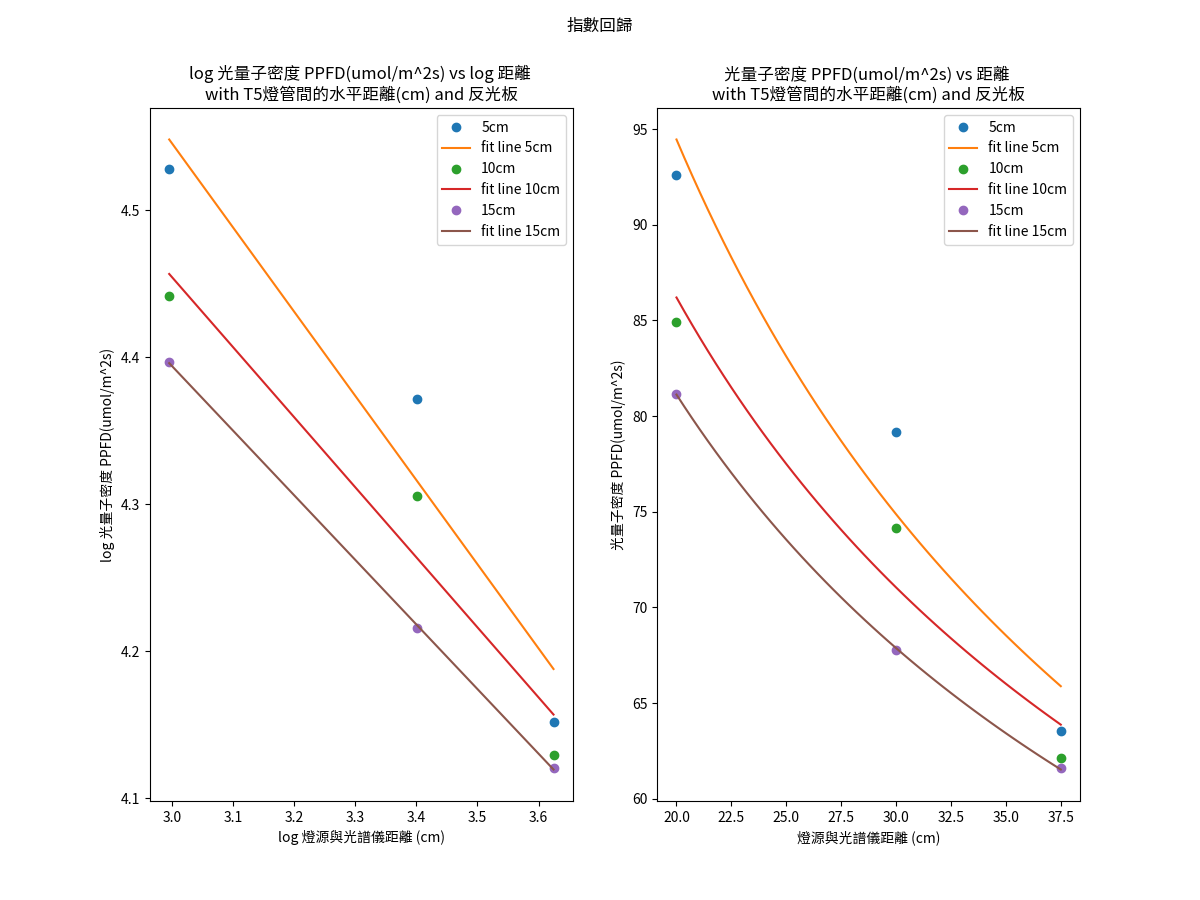 指數回歸
log 光量子密度 PPFD(umol/m^2s) vs log 距離
with T5燈管間的水平距離(cm) and 反光板
5cm
fit line 5cm
10cm
fit line 10cm
15cm
fit line 15cm
4.5
4.4
4.3
4.2
4.1
log 光量子密度 PPFD(umol/m^2s)
3.0
3.1
3.2
3.3
3.4
3.5
3.6
log 燈源與光譜儀距離 (cm)
光量子密度 PPFD(umol/m^2s) vs 距離
with T5燈管間的水平距離(cm) and 反光板
5cm
fit line 5cm
10cm
fit line 10cm
15cm
fit line 15cm
95
90
85
80
75
70
65
60
光量子密度 PPFD(umol/m^2s)
20.0
22.5
25.0
27.5
30.0
32.5
35.0
37.5
燈源與光譜儀距離 (cm)